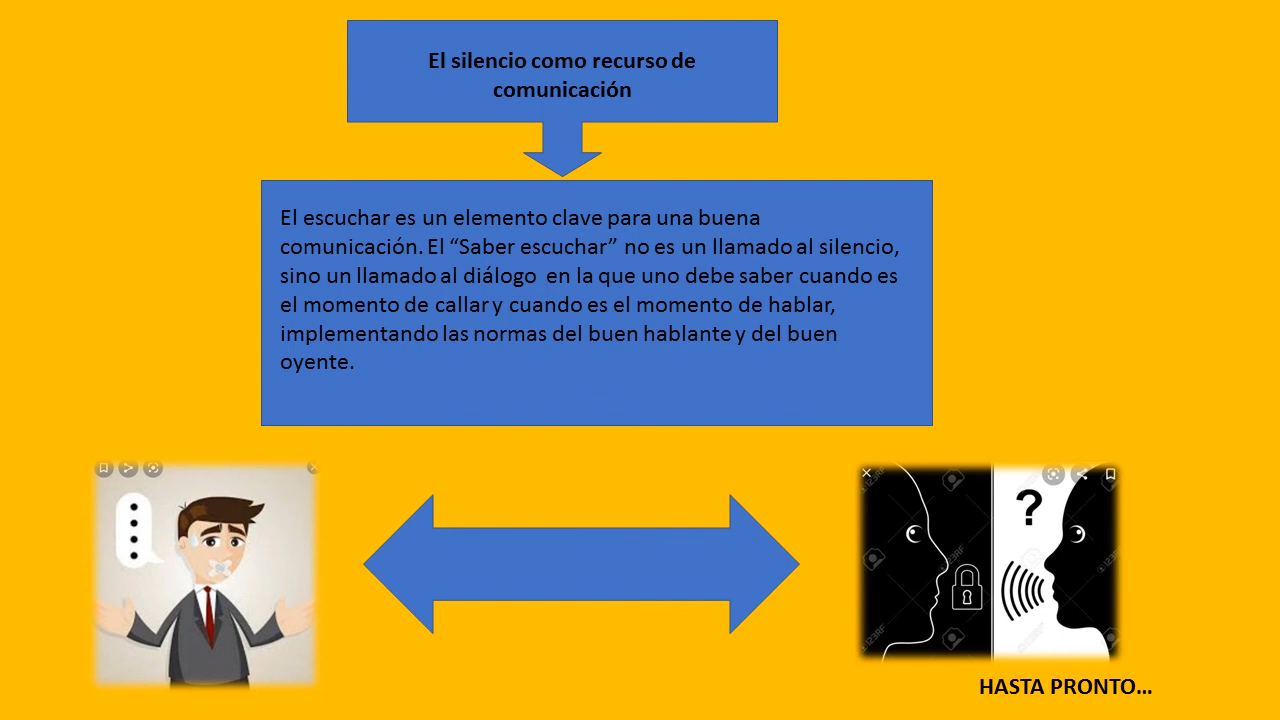 El silencio como recurso de
comunicación
El escuchar es un elemento clave para una buena
comunicación. El “Saber escuchar” no es un llamado al silencio,
sino un llamado al diálogo  en la que uno debe saber cuando es
el momento de callar y cuando es el momento de hablar,
implementando las normas del buen hablante y del buen
oyente.
?
HASTA PRONTO…